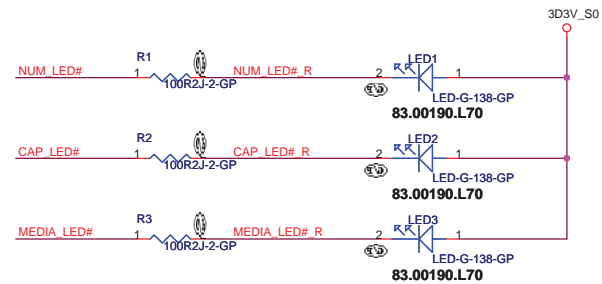 3D3V_S0
R1
LED1
NUM_LED#
1
NUM_LED#_R
2
1
100R2J-2-GP
LED-G-138-GP
83.00190.L70
R2
LED2
CAP_LED#
1
CAP_LED#_R
2
1
100R2J-2-GP
LED-G-138-GP
83.00190.L70
R3
LED3
MEDIA_LED#
1
MEDIA_LED#_R
2
1
100R2J-2-GP
LED-G-138-GP
83.00190.L70